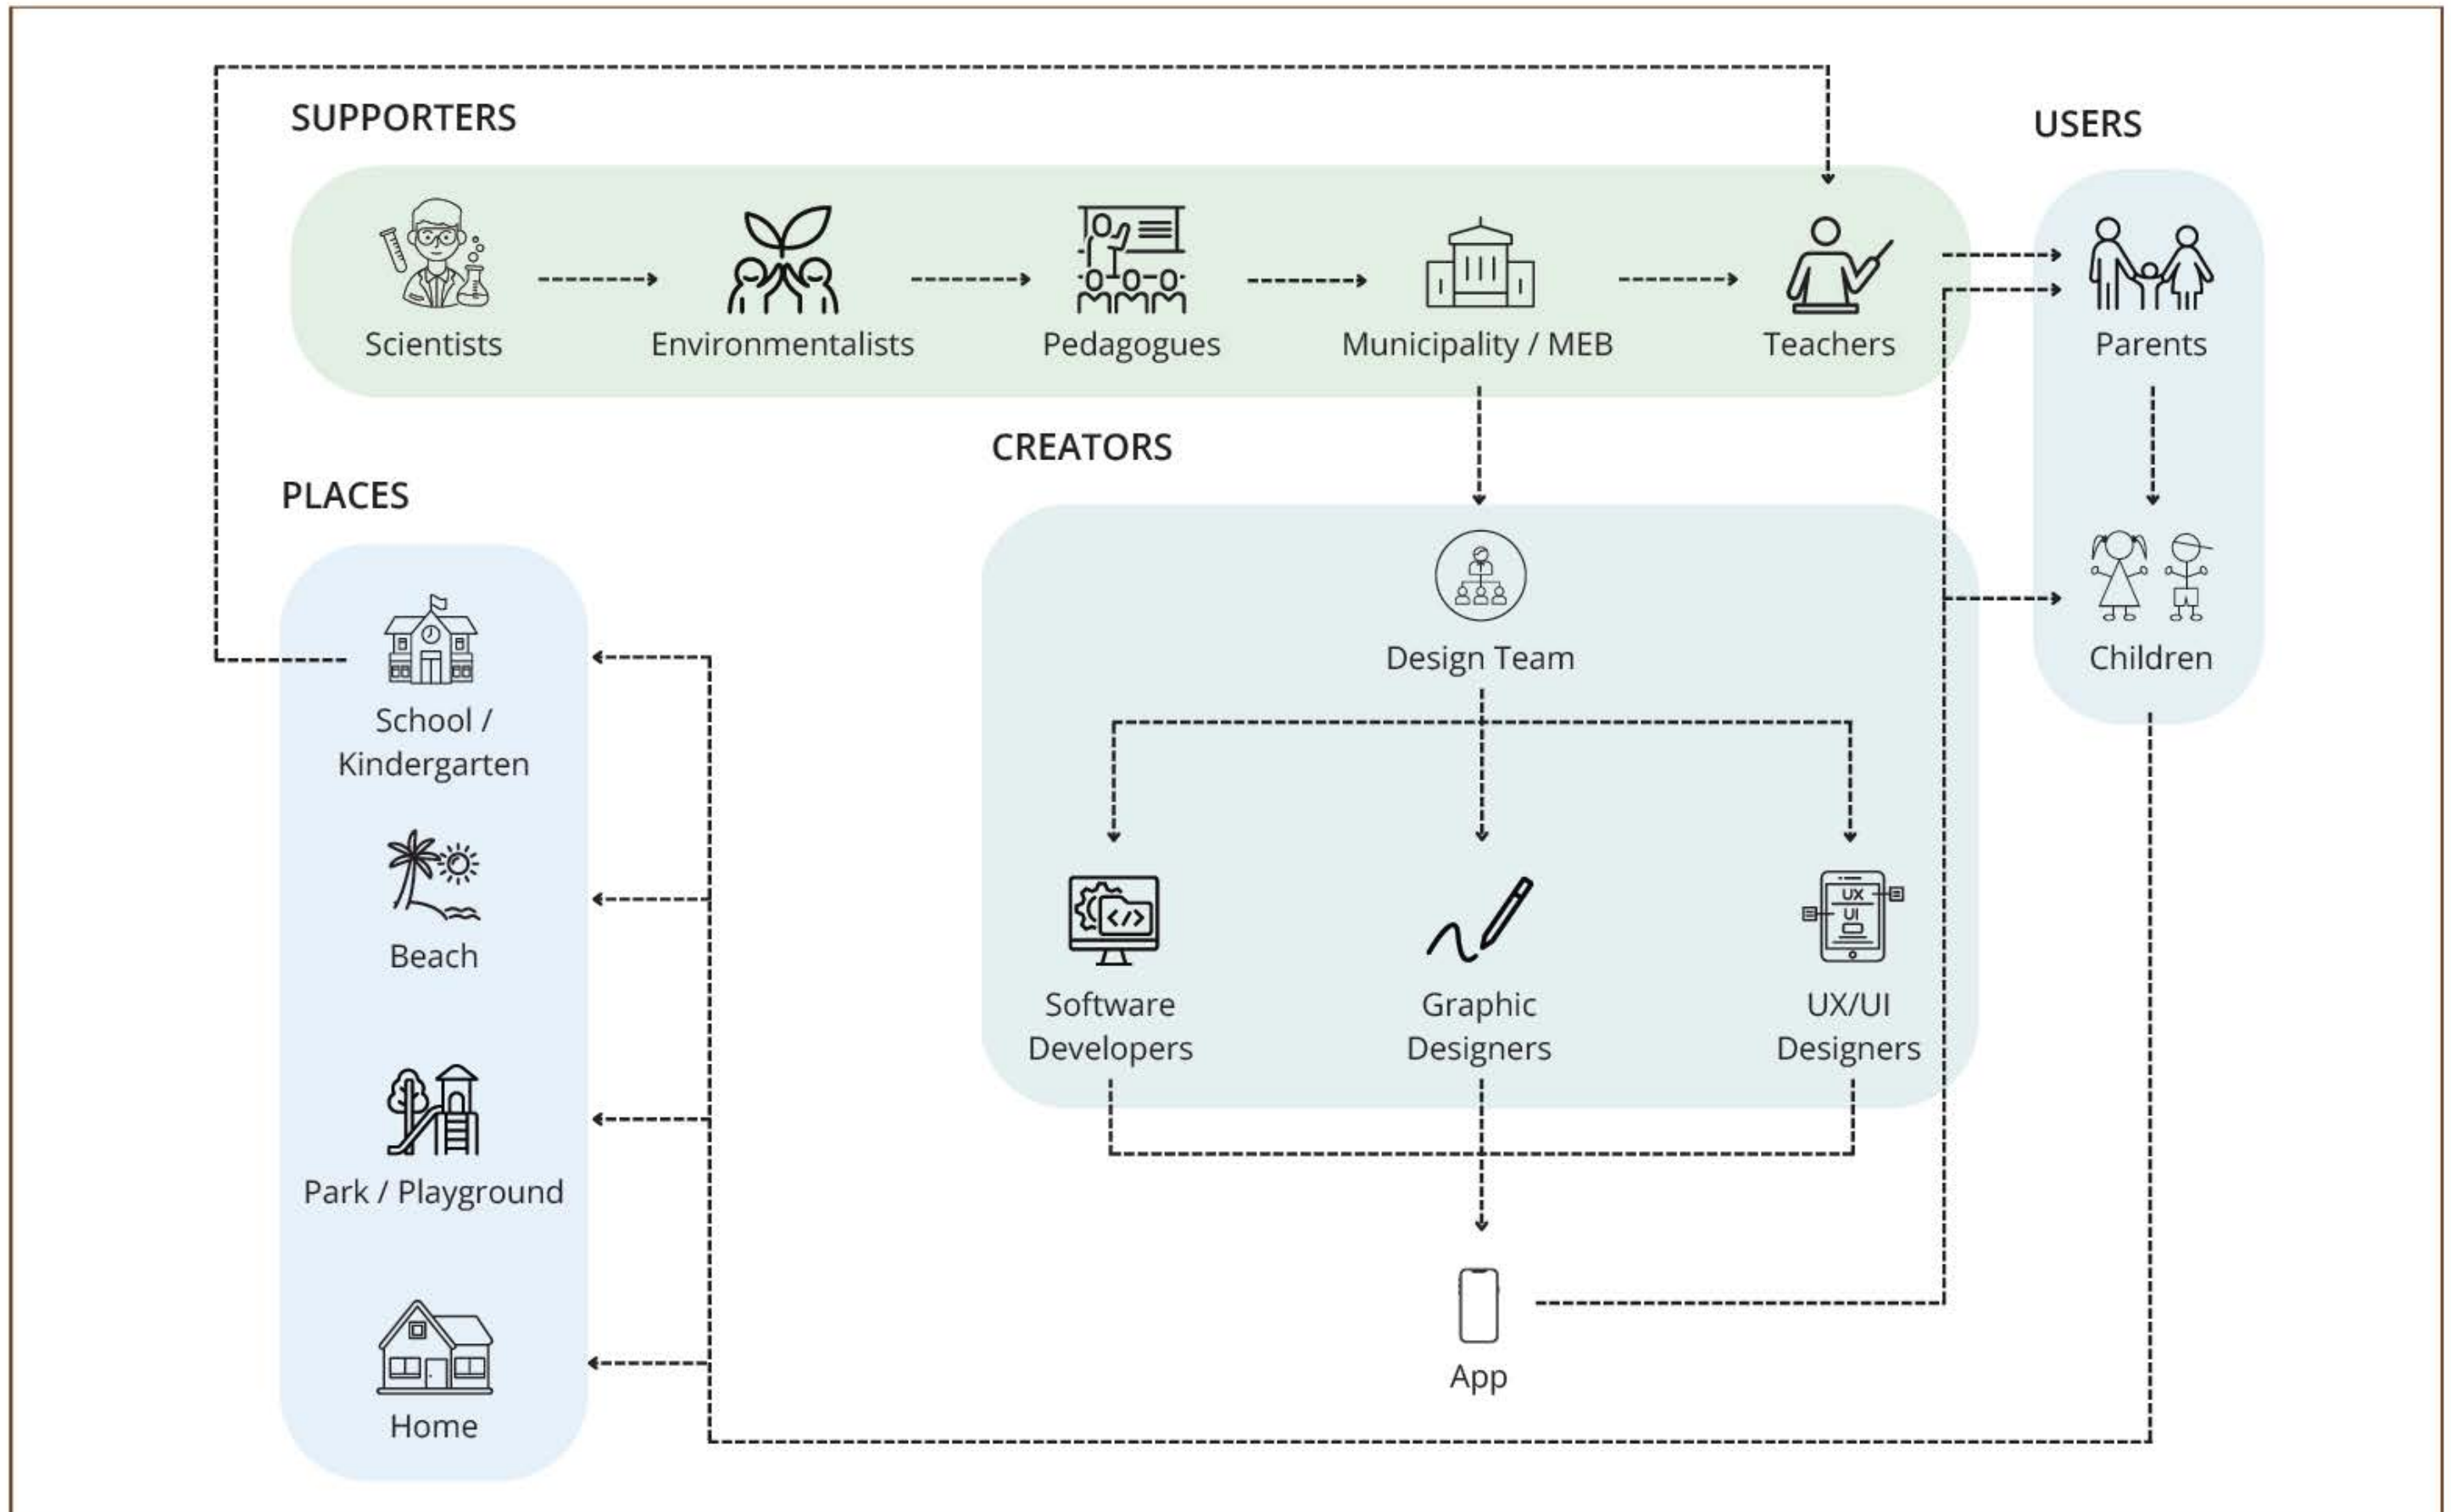 SUPPORTERS
USERS
Scientists
Environmentalists
Pedagogues
Municipality / MEB
Teachers
Parents
CREATORS
PLACES
Design Team
Children
School /
Kindergarten
Beach
UX
UI
Software
Developers
Graphic
Designers
UX/UI
Designers
Park / Playground
App
Home